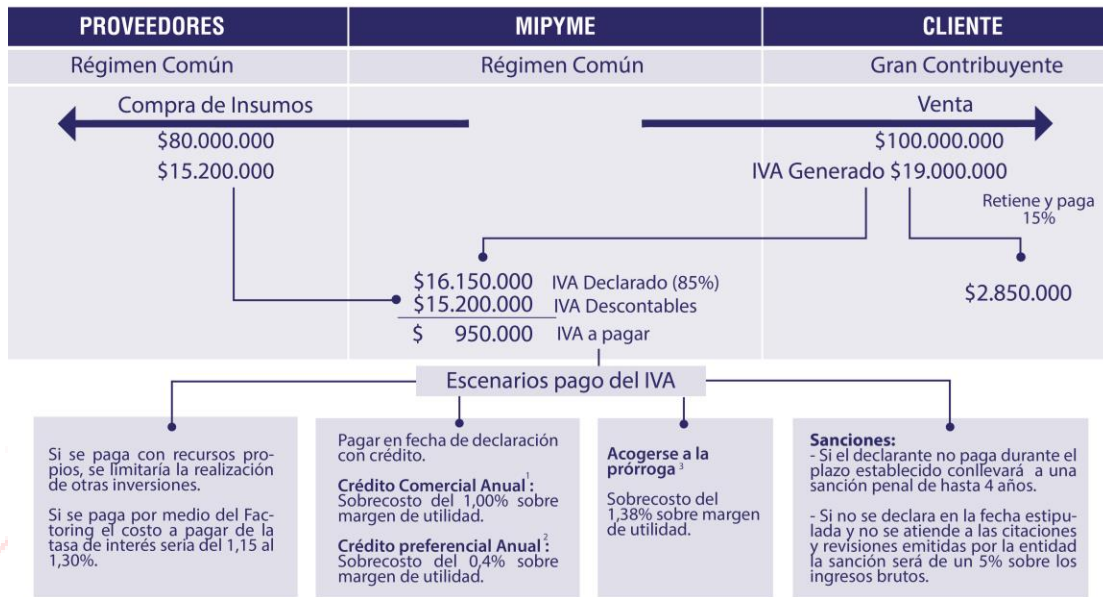 PROVEEDORES
MIPYME
CLIENTE
Régimen Común
Régimen Común
Gran Contribuyente
Compra de Insumos
$80.000.000
$15.200.000
Venta
$100.000.000
IVA Generado $19.000.000
Retiene y paga
15%
$16.150.000 IVA Declarado (85%)
$15.200.000 IVA Descontables
$ 950.000 IVA a pagar
$2.850.000
Escenarios pago del IVA
Si se paga con recursos pro-
pios, se limitaría la realización
de otras inversiones.
Si se paga por medio del Fac-
toring el costo a pagar de la
tasa de interés sería del 1,15 al
1,30%.
Pagar en fecha de declaración
con crédito.
Crédito Comercial Anual¹:
Sobrecosto del 1,00% sobre
margen de utilidad.
Crédito preferencial Anual²:
Sobrecosto del 0,4% sobre
margen de utilidad.
Acogerse a la
prórroga ³
Sobrecosto del
1,38% sobre margen
de utilidad.
Sanciones:
- Si el declarante no paga durante el
plazo establecido conllevará a una
sanción penal de hasta 4 años.
- Si no se declara en la fecha estipu-
lada y no se atiende a las citaciones
y revisiones emitidas por la entidad
la sanción será de un 5% sobre los
ingresos brutos.